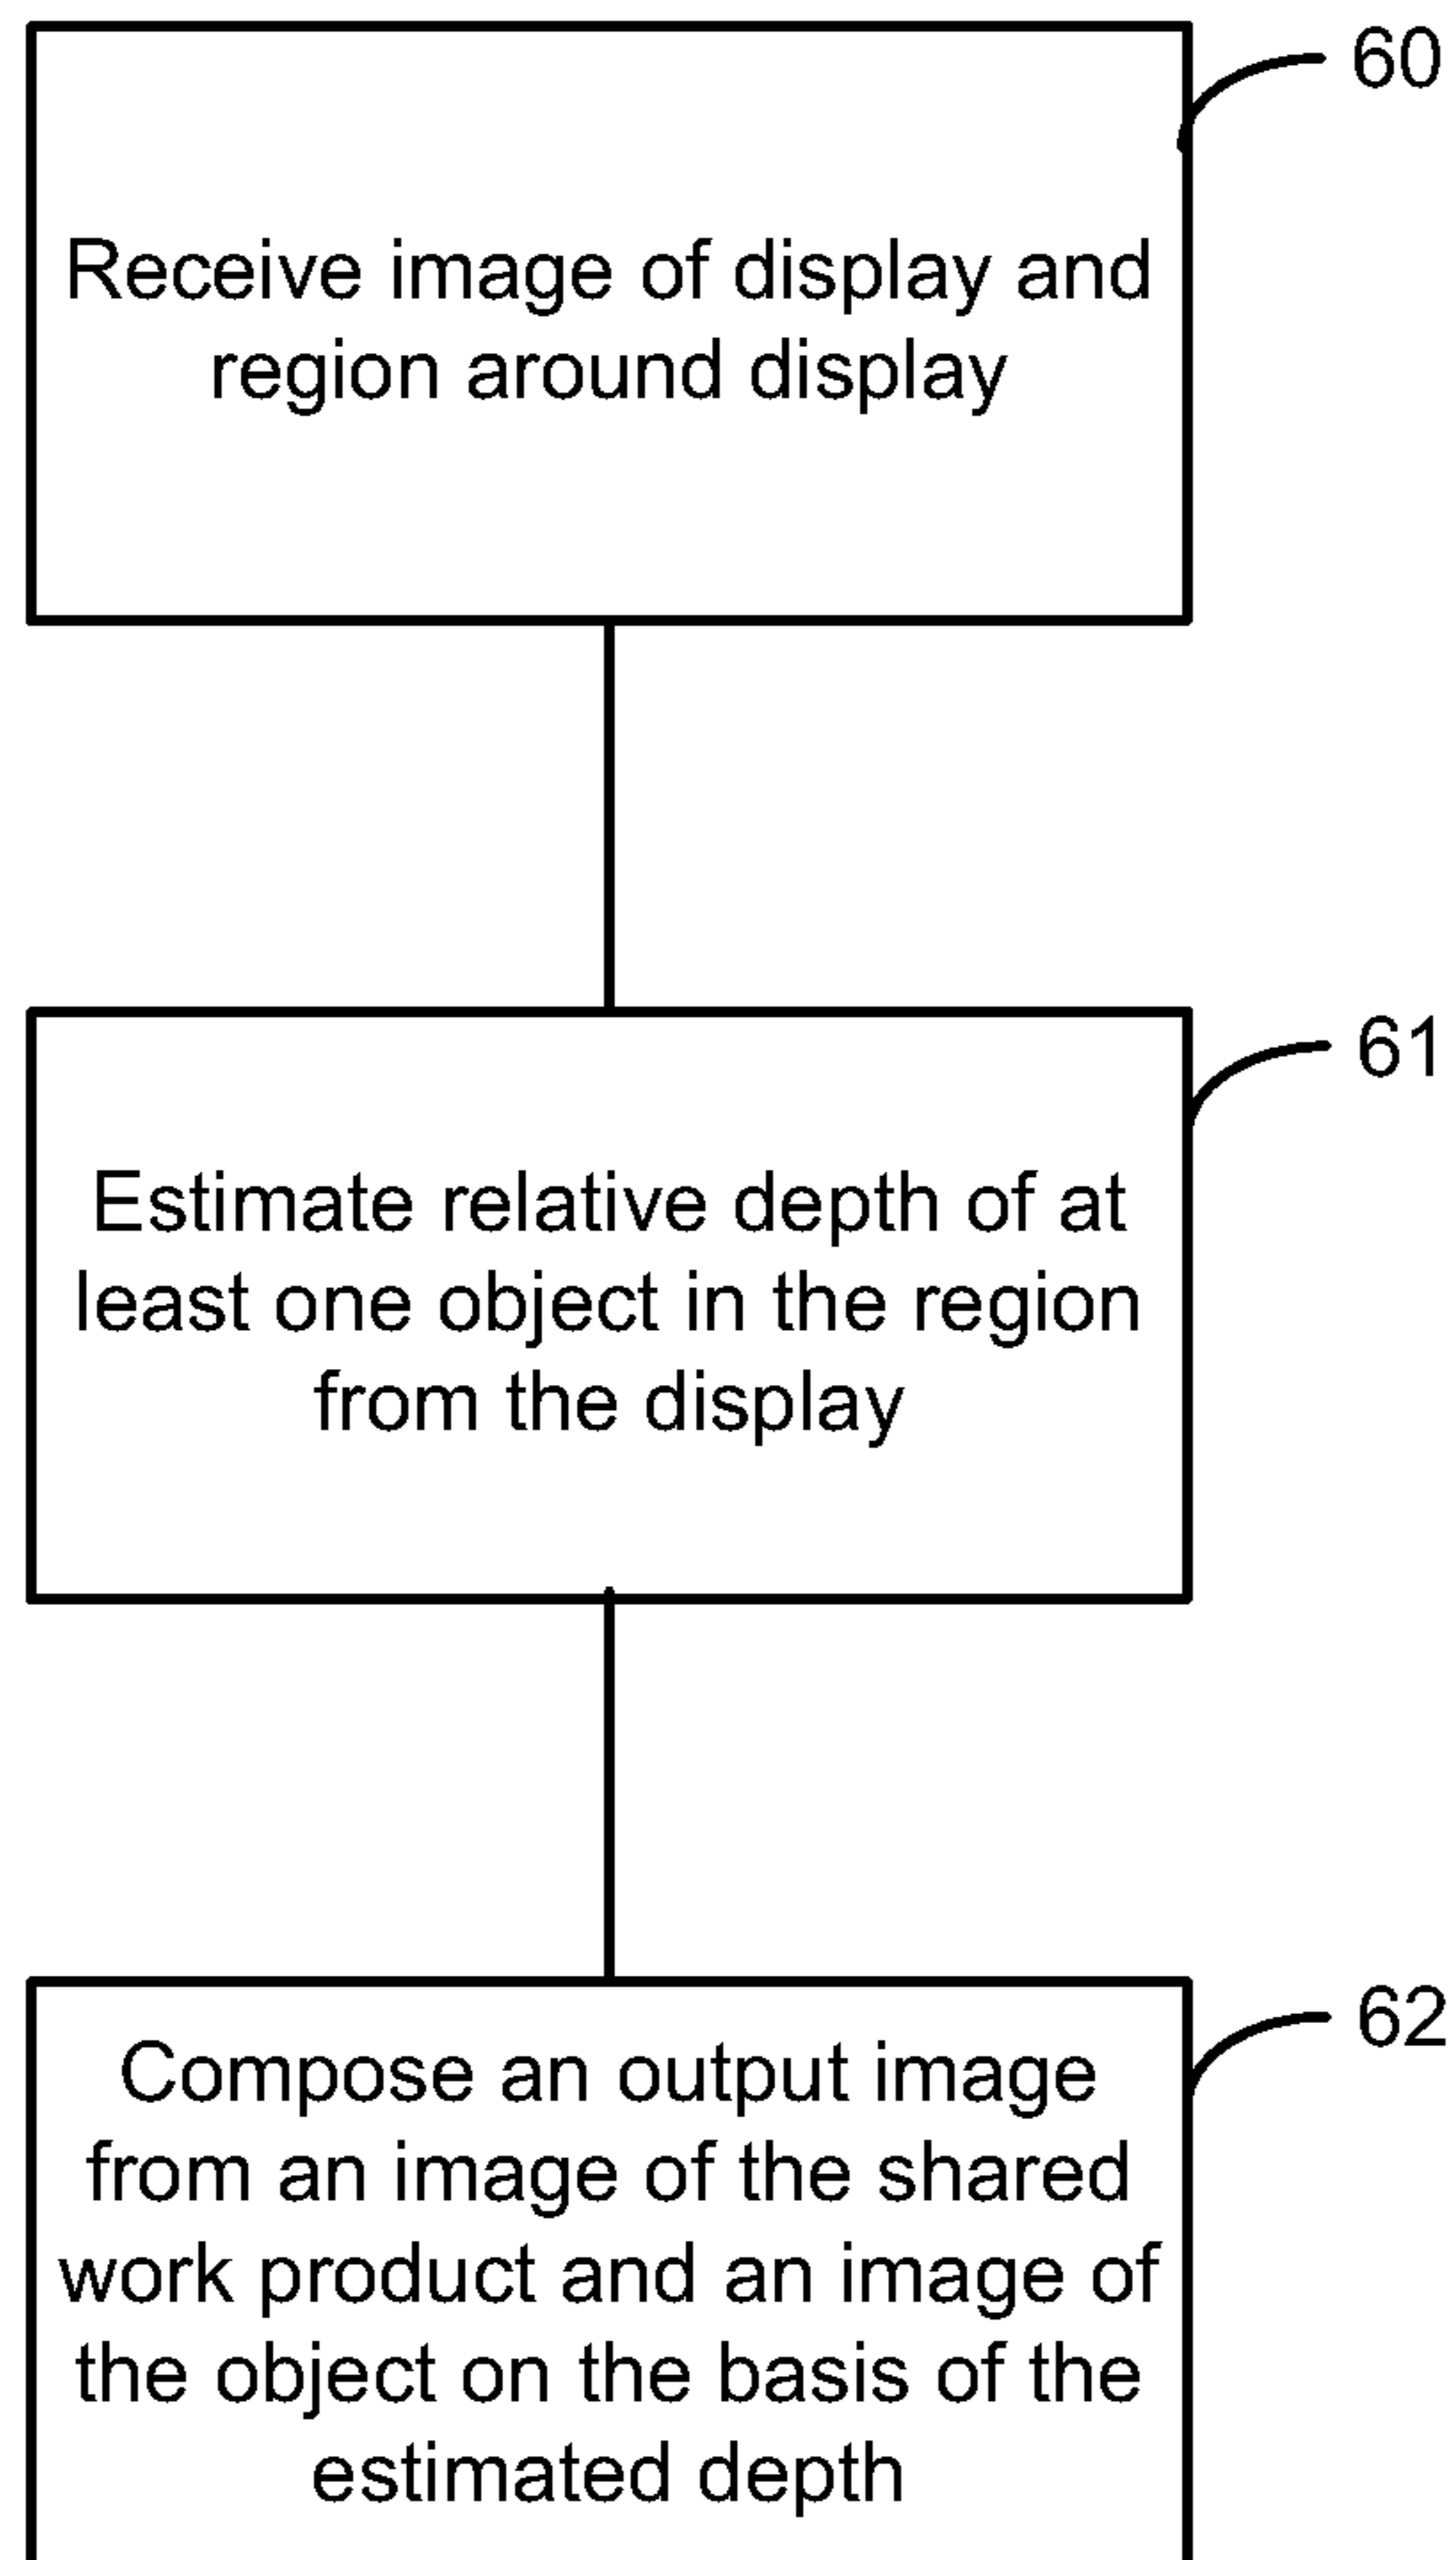 60
Receive image of display and
region around display
61
Estimate relative depth of at
least one object in the region
from the display
62
Compose an output image
from an image of the shared
work product and an image of
the object on the basis of the
estimated depth